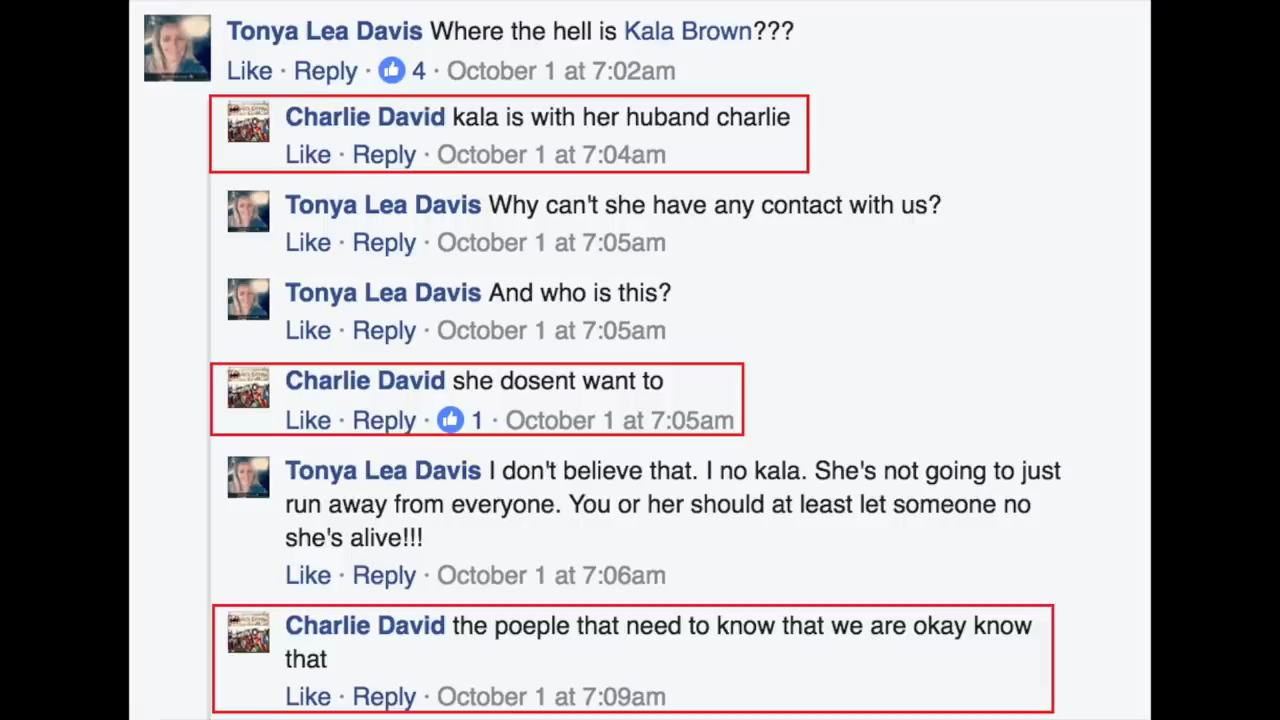 Tonya Lea Davis Where the hell is Kala Brown???
Like · Reply · 4 · October 1 at 7:02am
Charlie David kala is with her huband charlie
Like · Reply · October 1 at 7:04am
Tonya Lea Davis Why can't she have any contact with us?
Like · Reply · October 1 at 7:05am
Tonya Lea Davis And who is this?
Like · Reply · October 1 at 7:05am
Charlie David she dosent want to
Like · Reply · 1 · October 1 at 7:05am
Tonya Lea Davis I don't believe that. I no kala. She's not going to just
run away from everyone. You or her should at least let someone no
she's alive!!!
Like · Reply · October 1 at 7:06am
Charlie David the poeple that need to know that we are okay know
that
Like · Reply · October 1 at 7:09am